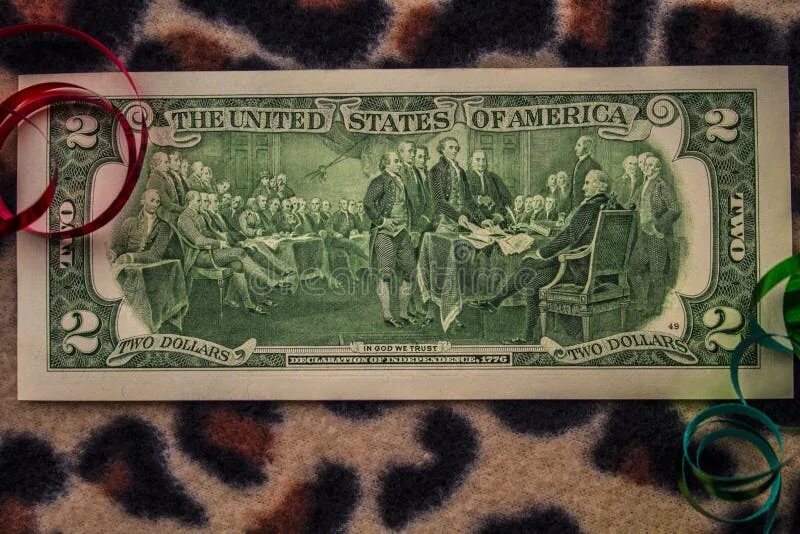 2 THE UNITED STATES OF AMERICA 2
TWO TWO
49
2 2
TWO DOLLARS IN GOD WE TRUST TWO DOLLARS
DECLARATION OF INDEPENDENCE, 1776
dreamstime